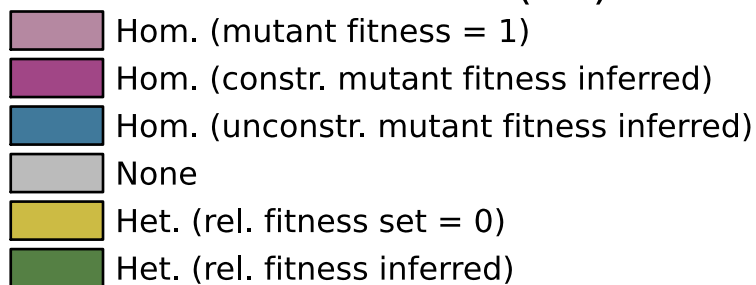 Hom. (mutant fitness = 1)
Hom. (constr. mutant fitness inferred)
Hom. (unconstr. mutant fitness inferred)
None
Het. (rel. fitness set = 0)
Het. (rel. fitness inferred)